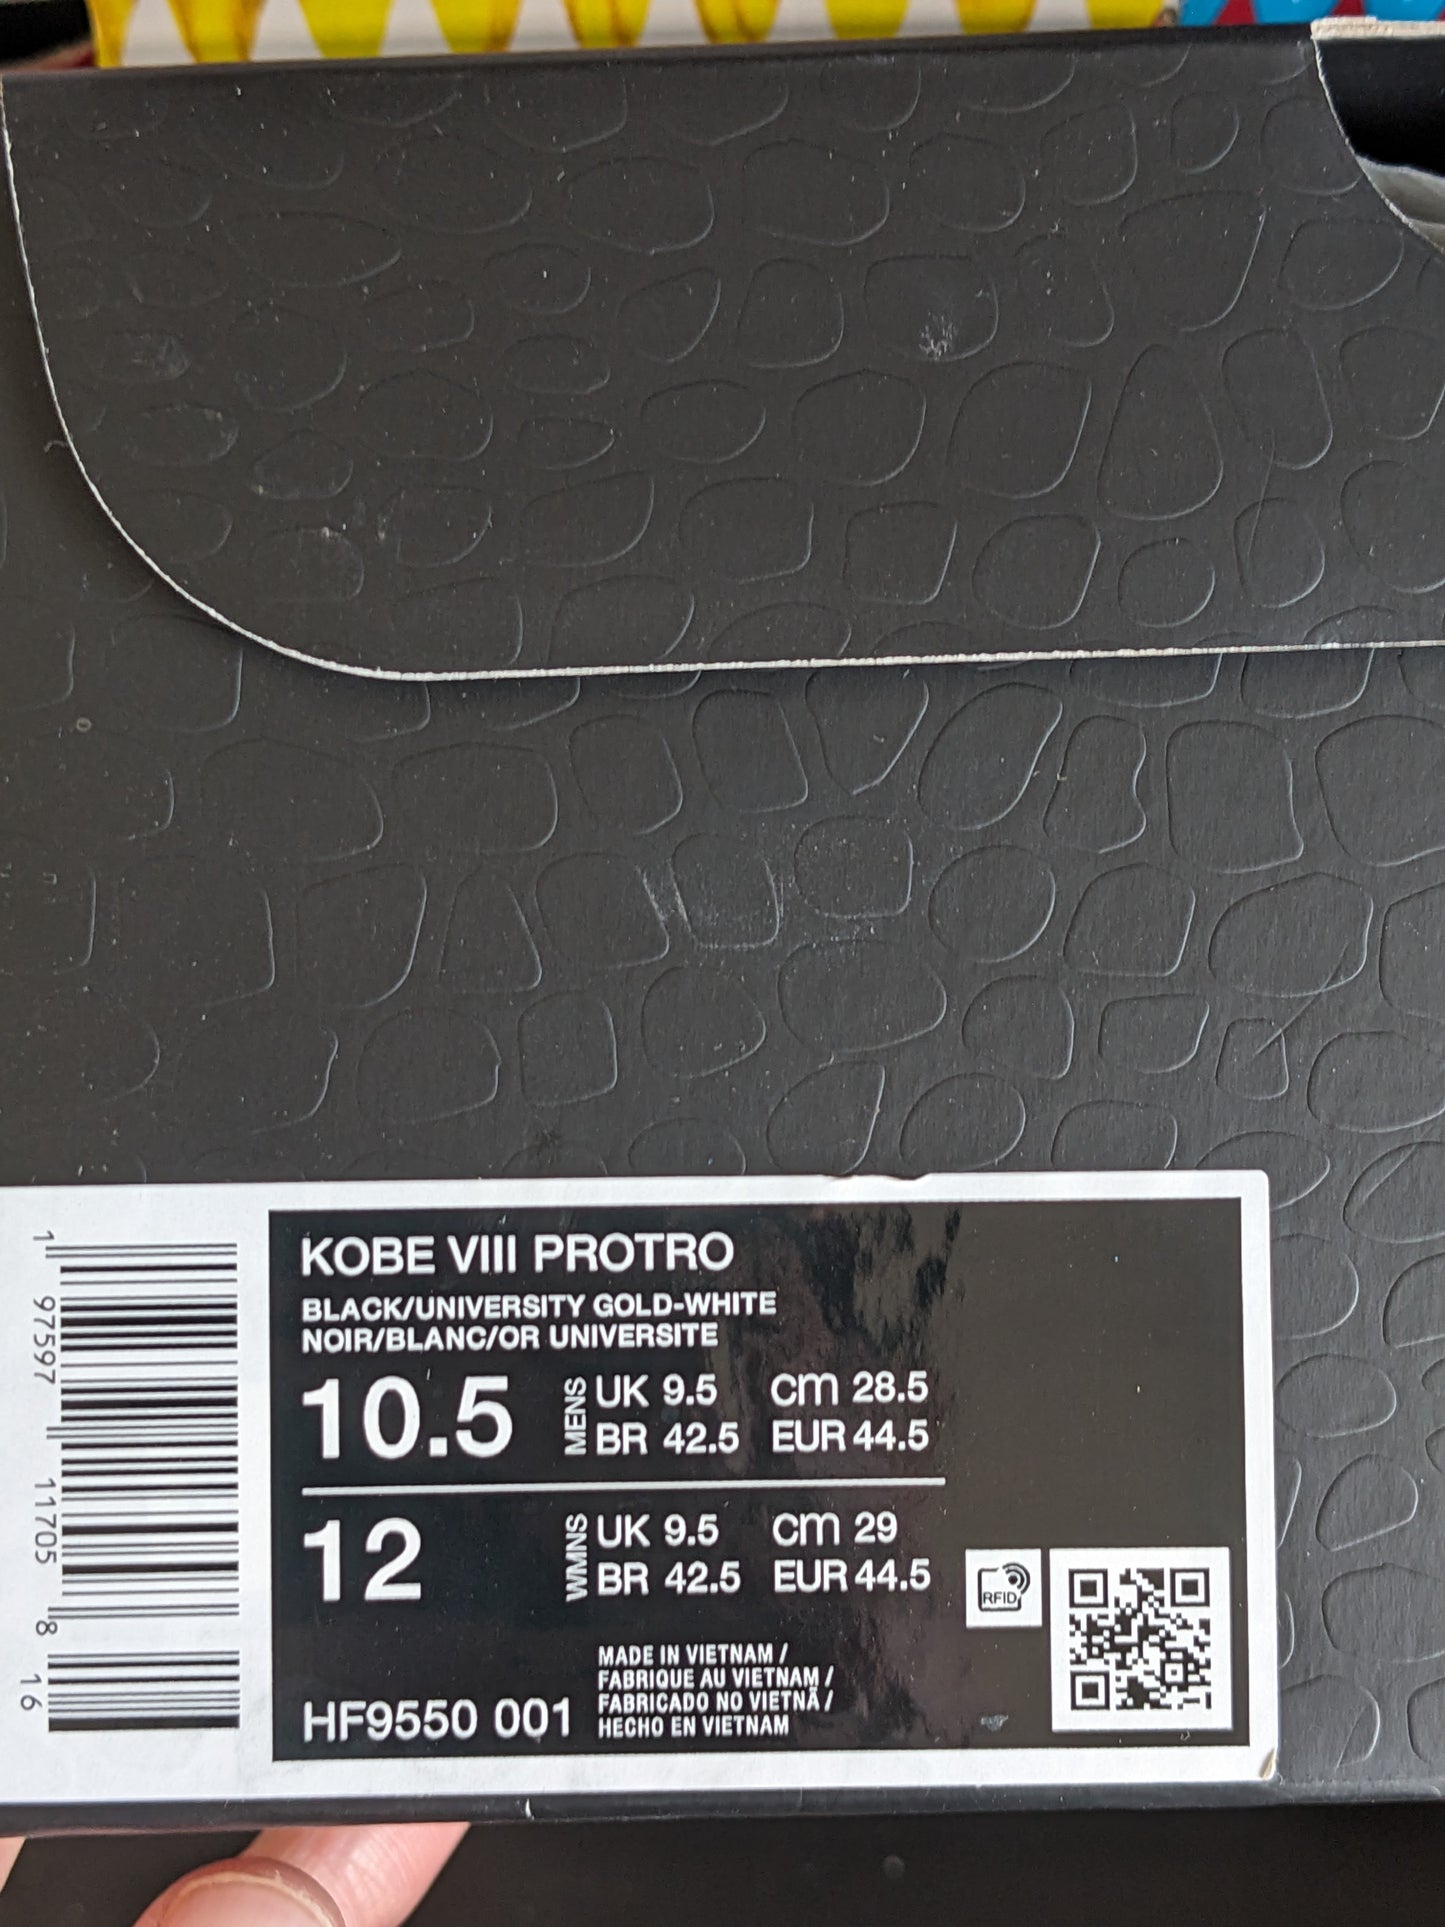 KOBE VIII PROTRO
BLACK/UNIVERSITY GOLD-WHITE
NOIR/BLANC/OR UNIVERSITE
10.5 MENS UK 9.5 cm 28.5
BR 42.5 EUR 44.5
12 WMNS UK 9.5 cm 29
BR 42.5 EUR 44.5
RFID
MADE IN VIETNAM /
FABRIQUE AU VIETNAM /
FABRICADO NO VIETNÃ /
HECHO EN VIETNAM
HF9550 001
1 97597 11705 8 16